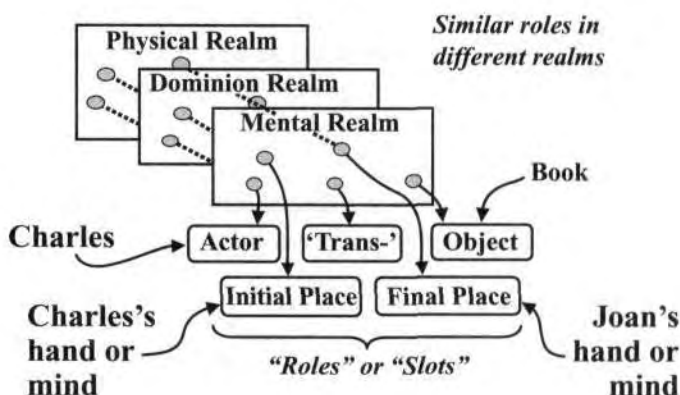 Physical Realm
Similar roles in
different realms
Dominion Realm
Mental Realm
Book
Charles
Actor
‘Trans-’
Object
Initial Place
Final Place
Charles's
hand or
mind
“Roles” or “Slots”
Joan's
hand or
mind